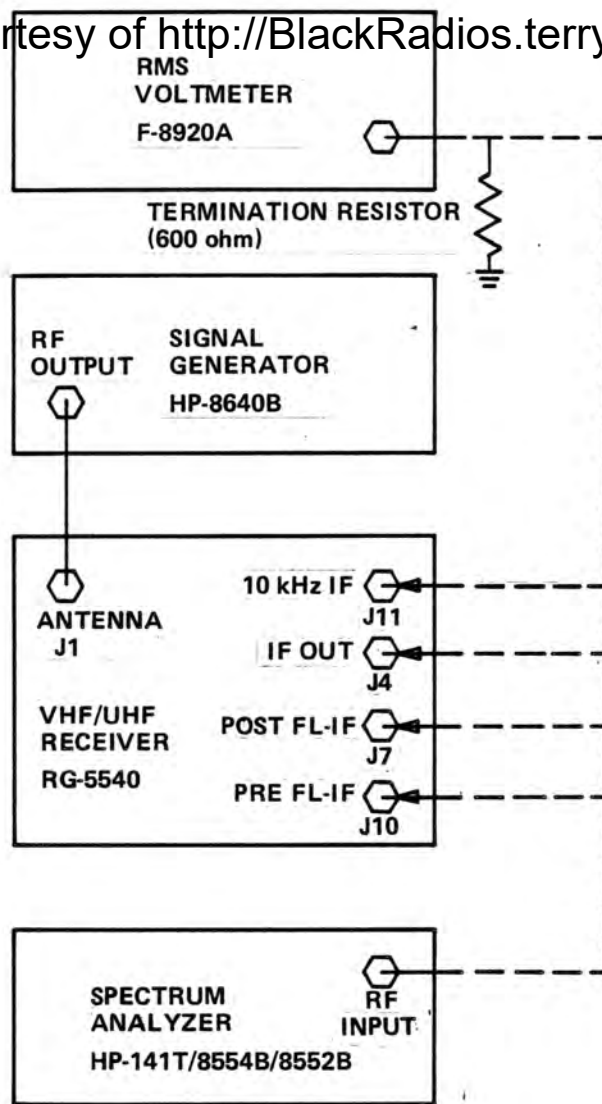 rtesy of http://BlackRadios.terry
RMS
VOLTMETER
F-8920A
TERMINATION RESISTOR
(600 ohm)
RF
OUTPUT
SIGNAL
GENERATOR
HP-8640B
ANTENNA
J1
10 kHz IF
J11
IF OUT
J4
VHF/UHF
RECEIVER
RG-5540
POST FL-IF
J7
PRE FL-IF
J10
SPECTRUM
ANALYZER
HP-141T/8554B/8552B
RF
INPUT